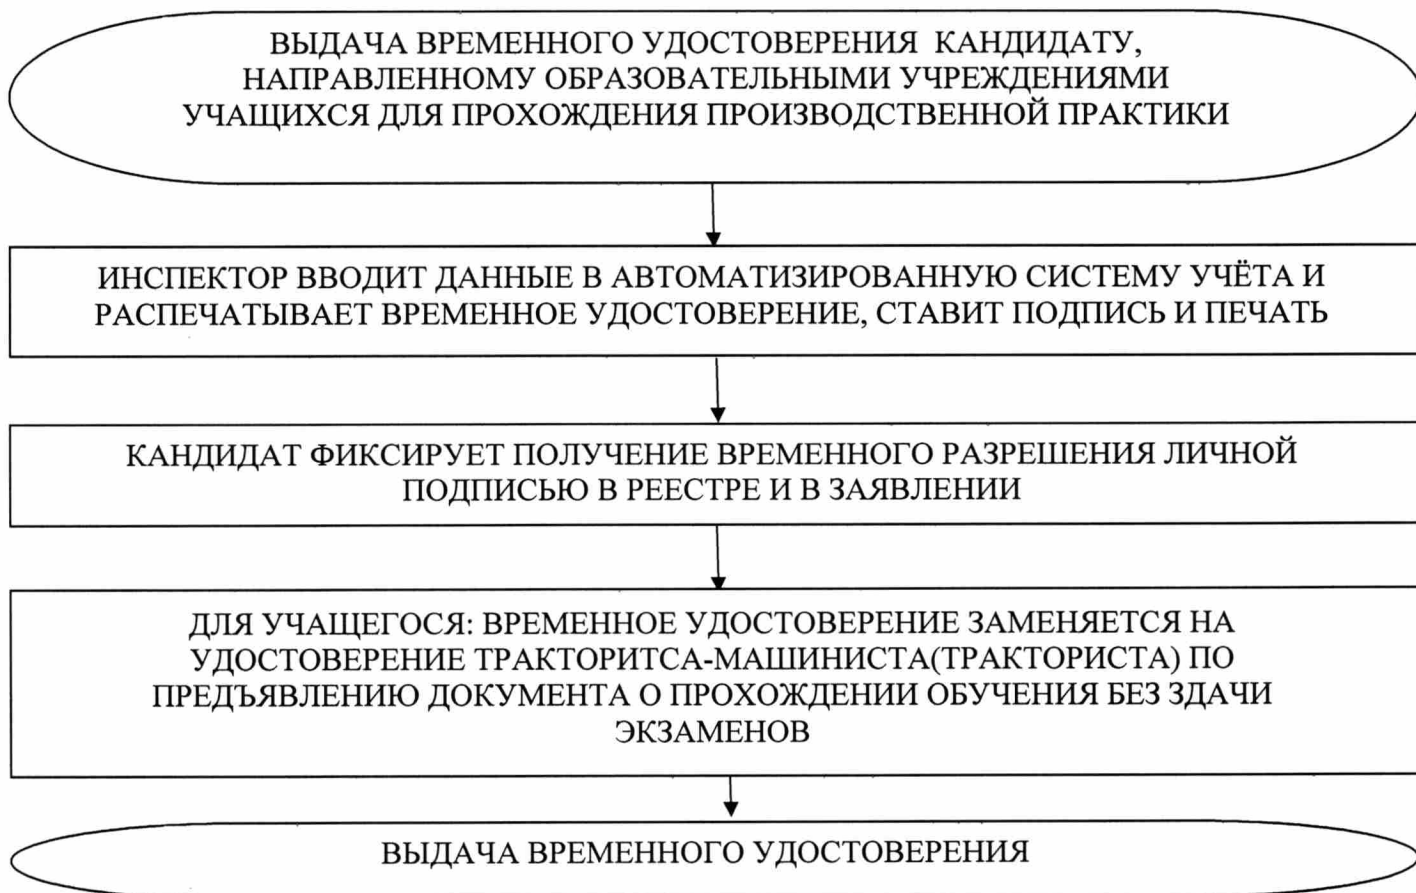 ВЫДАЧА ВРЕМЕННОГО УДОСТОВЕРЕНИЯ КАНДИДАТУ,
НАПРАВЛЕННОМУ ОБРАЗОВАТЕЛЬНЫМИ УЧРЕЖДЕНИЯМИ
УЧАЩИХСЯ ДЛЯ ПРОХОЖДЕНИЯ ПРОИЗВОДСТВЕННОЙ ПРАКТИКИ
ИНСПЕКТОР ВВОДИТ ДАННЫЕ В АВТОМАТИЗИРОВАННУЮ СИСТЕМУ УЧЁТА И
РАСПЕЧАТЫВАЕТ ВРЕМЕННОЕ УДОСТОВЕРЕНИЕ, СТАВИТ ПОДПИСЬ И ПЕЧАТЬ
КАНДИДАТ ФИКСИРУЕТ ПОЛУЧЕНИЕ ВРЕМЕННОГО РАЗРЕШЕНИЯ ЛИЧНОЙ
ПОДПИСЬЮ В РЕЕСТРЕ И В ЗАЯВЛЕНИИ
ДЛЯ УЧАЩЕГОСЯ: ВРЕМЕННОЕ УДОСТОВЕРЕНИЕ ЗАМЕНЯЕТСЯ НА
УДОСТОВЕРЕНИЕ ТРАКТОРИТСА-МАШИНИСТА(ТРАКТОРИСТА) ПО
ПРЕДЪЯВЛЕНИЮ ДОКУМЕНТА О ПРОХОЖДЕНИИ ОБУЧЕНИЯ БЕЗ ЗДАЧИ
ЭКЗАМЕНОВ
ВЫДАЧА ВРЕМЕННОГО УДОСТОВЕРЕНИЯ